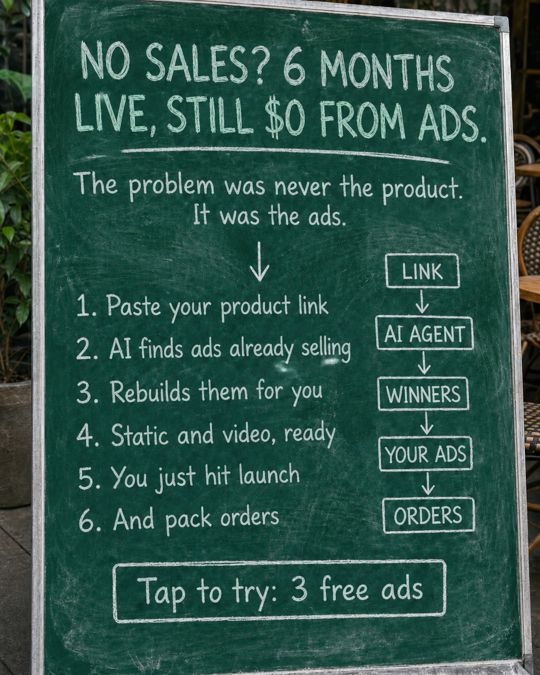 NO SALES? 6 MONTHS
LIVE, STILL $0 FROM ADS.
The problem was never the product.
It was the ads.
1. Paste your product link
2. AI finds ads already selling
3. Rebuilds them for you
4. Static and video, ready
5. You just hit launch
6. And pack orders
LINK
AI AGENT
WINNERS
YOUR ADS
ORDERS
Tap to try: 3 free ads